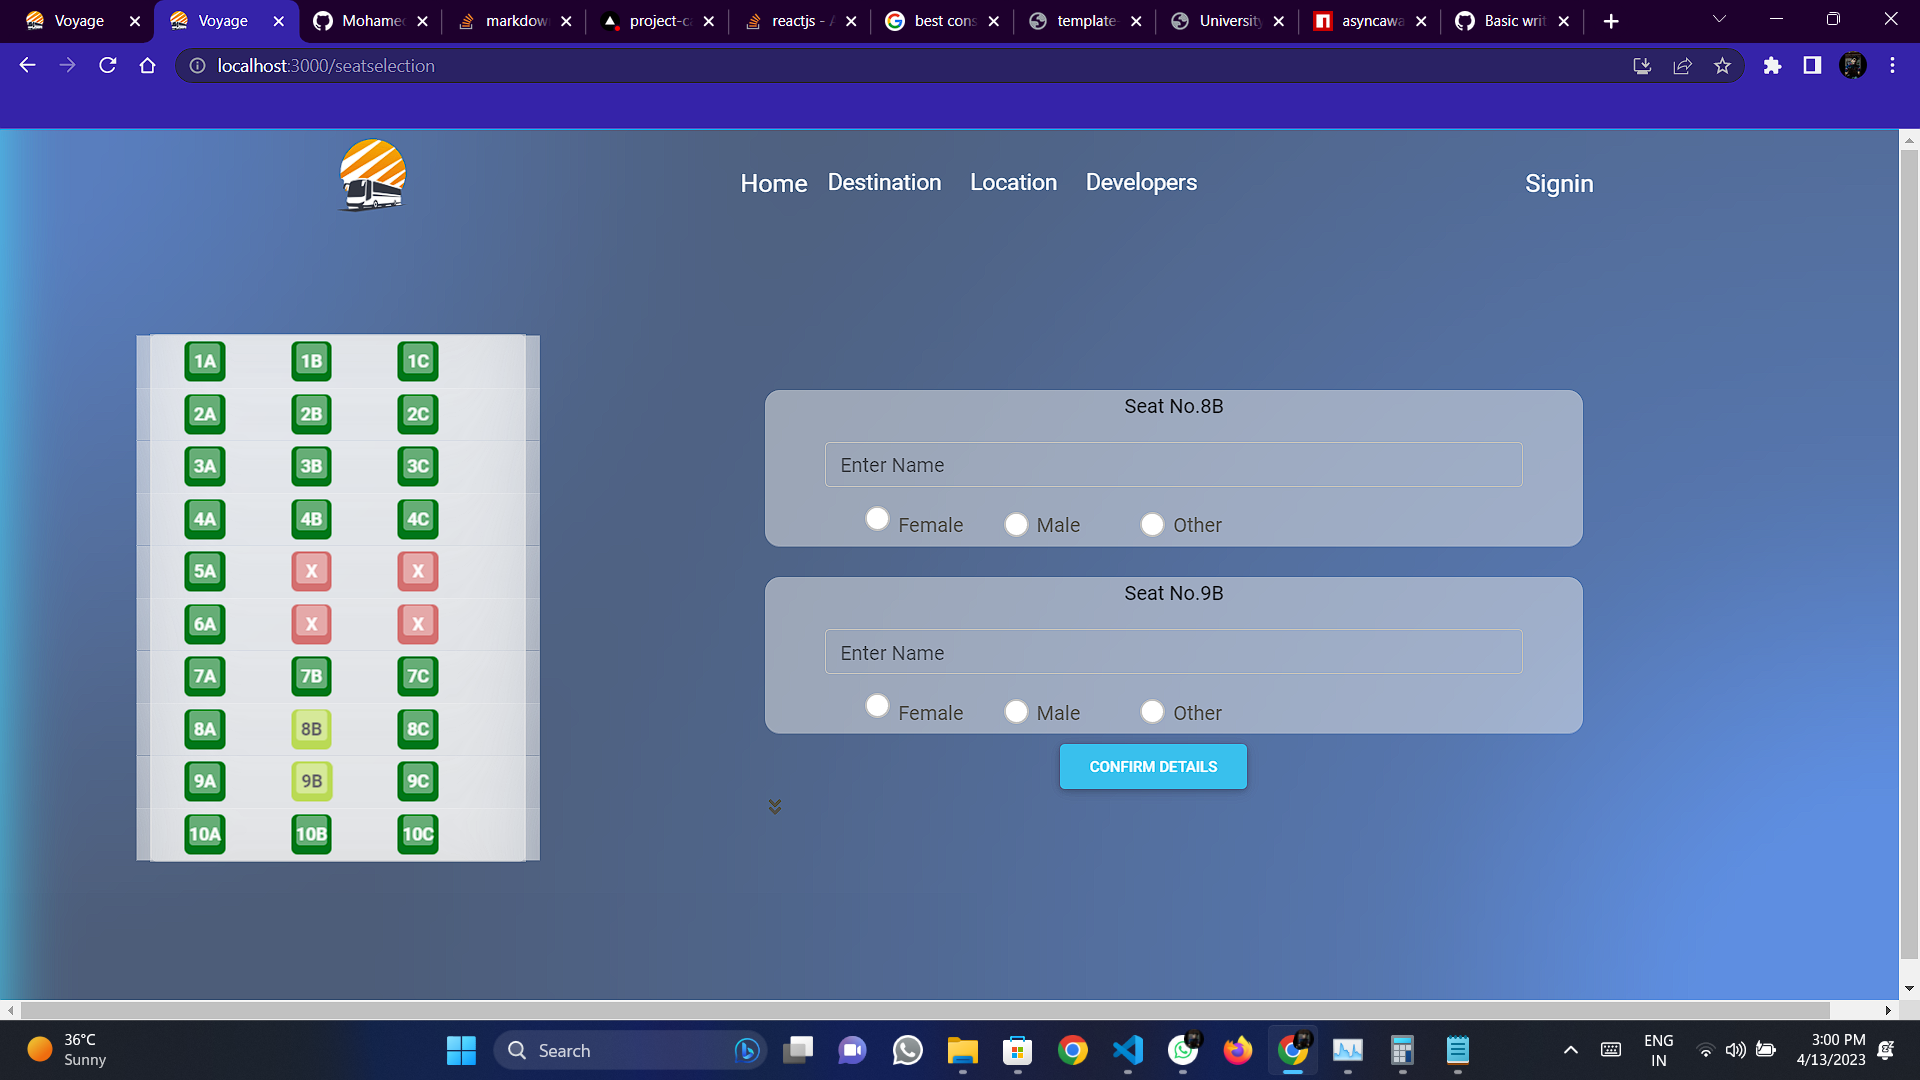 Voyage
Voyage
Mohamed
markdown
project-ca
reactjs - A
best cons
template-
University
asyncawa
Basic writ
localhost:3000/seatselection
Home Destination Location Developers Signin
1A 1B 1C
2A 2B 2C
3A 3B 3C
4A 4B 4C
5A X X
6A X X
7A 7B 7C
8A 8B 8C
9A 9B 9C
10A 10B 10C
Seat No.8B
Enter Name
Female Male Other
Seat No.9B
Enter Name
Female Male Other
CONFIRM DETAILS
36°C
Sunny
Search
ENG
IN
3:00 PM
4/13/2023